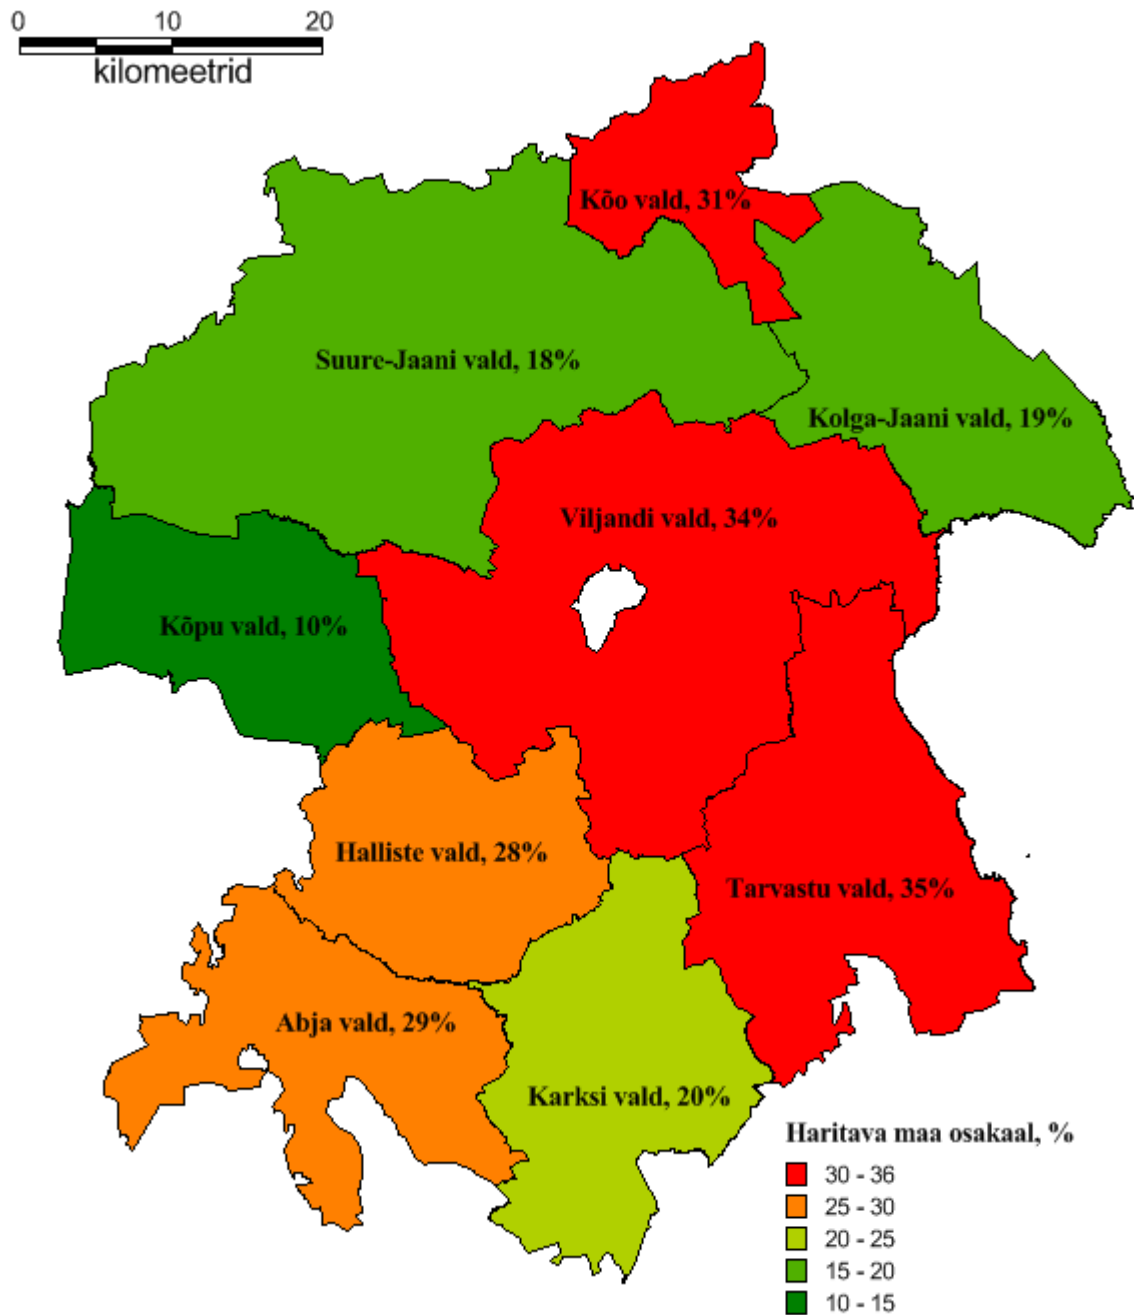 0 10 20
kilomeetrid
Kõo vald, 31%
Suure-Jaani vald, 18%
Kolga-Jaani vald, 19%
Viljandi vald, 34%
Kõpu vald, 10%
Halliste vald, 28%
Tarvastu vald, 35%
Abja vald, 29%
Karksi vald, 20%
Haritava maa osakaal, %
30 - 36
25 - 30
20 - 25
15 - 20
10 - 15